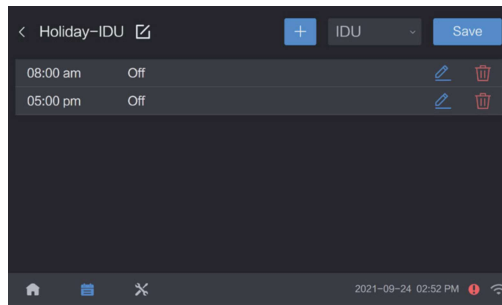 Holiday-IDU
IDU
Save
08:00 am Off
05:00 pm Off
2021-09-24 02:52 PM